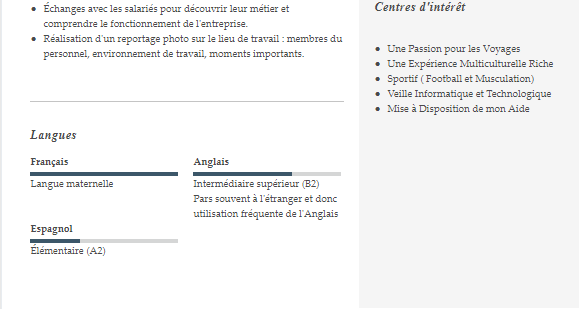 Échanges avec les salariés pour découvrir leur métier et
comprendre le fonctionnement de l'entreprise.
Réalisation d'un reportage photo sur le lieu de travail : membres du
personnel, environnement de travail, moments importants.
Langues
Français
Langue maternelle
Anglais
Intermédiaire supérieur (B2)
Pars souvent à l'étranger et donc
utilisation fréquente de l'Anglais
Espagnol
Élémentaire (A2)
Centres d'intérêt
Une Passion pour les Voyages
Une Expérience Multiculturelle Riche
Sportif ( Football et Musculation)
Veille Informatique et Technologique
Mise à Disposition de mon Aide